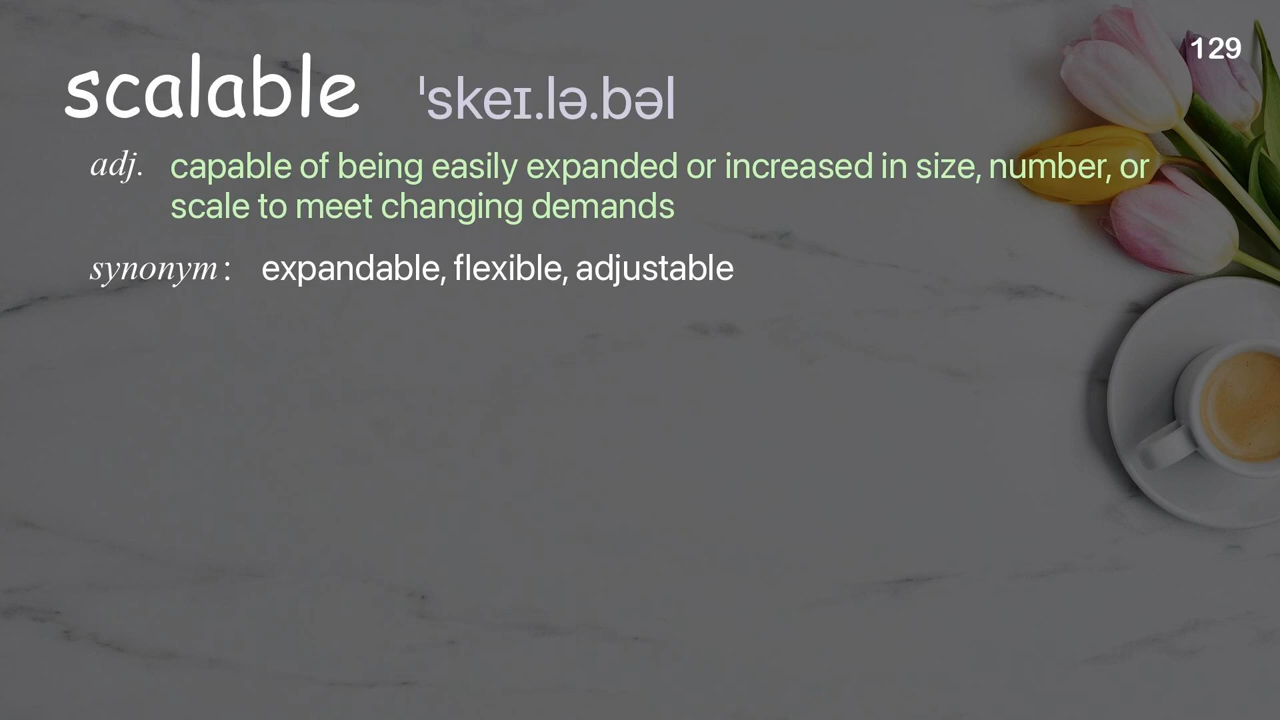 129
scalable ˈskeɪ.lə.bəl
adj. capable of being easily expanded or increased in size, number, or
scale to meet changing demands
synonym : expandable, flexible, adjustable